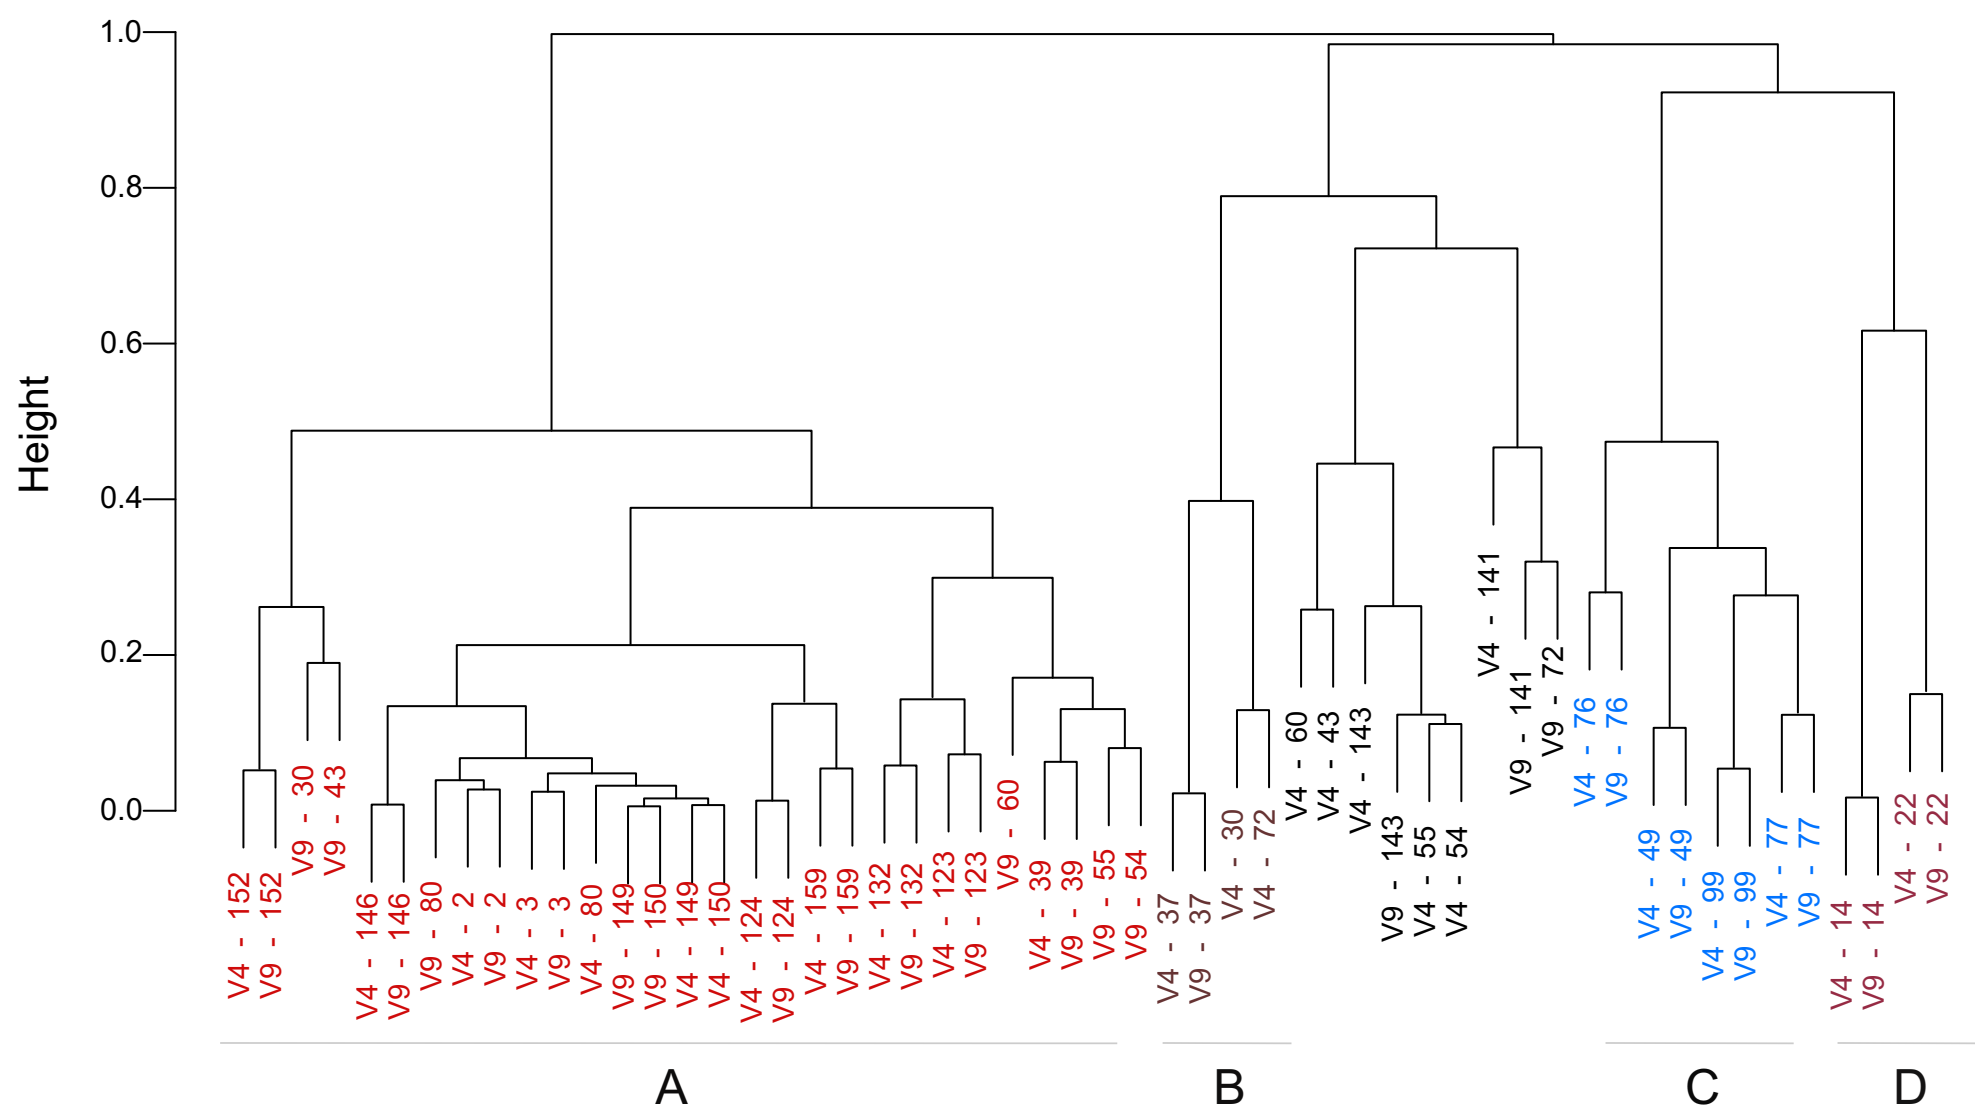 1.0
0.8
0.6
0.4
0.2
0.0
Height
V4 - 152
V9 - 152
V9 - 30
V9 - 43
V4 - 146
V9 - 146
V9 - 80
V4 - 2
V9 - 2
V4 - 3
V9 - 3
V4 - 80
V9 - 149
V9 - 150
V4 - 149
V4 - 150
V4 - 124
V9 - 124
V4 - 159
V9 - 159
V4 - 132
V9 - 132
V4 - 123
V9 - 123
V9 - 60
V4 - 39
V9 - 39
V9 - 55
V9 - 54
V4 - 37
V9 - 37
V4 - 30
V4 - 72
V4 - 60
V4 - 43
V4 - 143
V9 - 143
V4 - 55
V4 - 54
V4 - 141
V9 - 141
V9 - 72
V4 - 76
V9 - 76
V4 - 49
V9 - 49
V4 - 99
V9 - 99
V4 - 77
V9 - 77
V4 - 14
V9 - 14
V4 - 22
V9 - 22
A
B
C
D